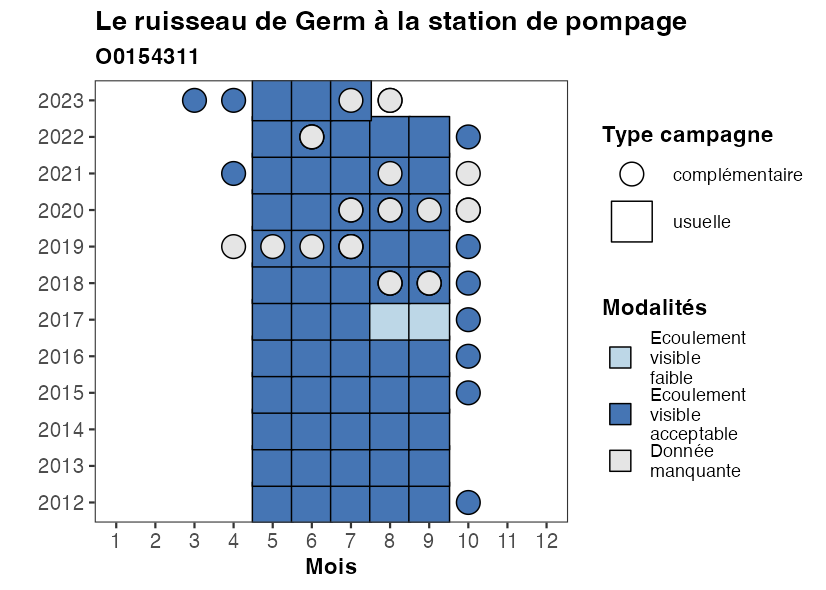 Le ruisseau de Germ à la station de pompage
O0154311
2023
2022
2021
2020
2019
2018
2017
2016
2015
2014
2013
2012
1 2 3 4 5 6 7 8 9 10 11 12
Mois
Type campagne
complémentaire
usuelle
Modalités
Ecoulement
visible
faible
Ecoulement
visible
acceptable
Donnée
manquante